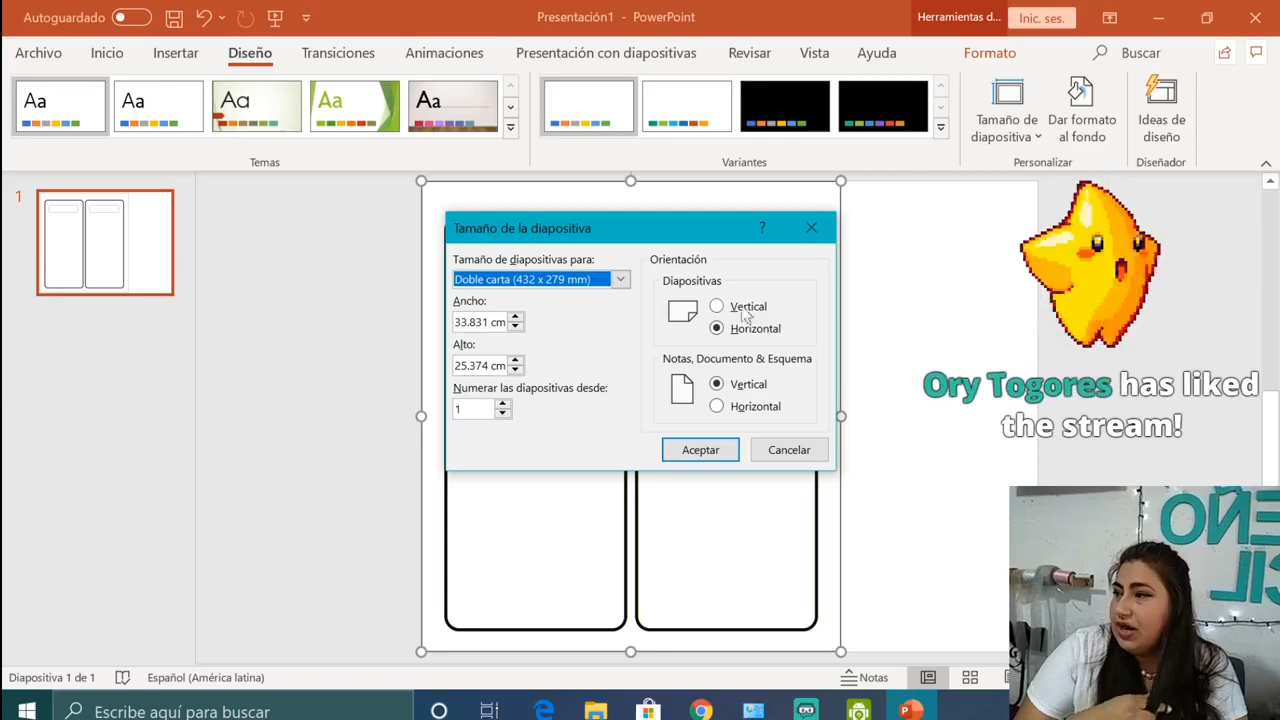 Autoguardado
Presentación1 - PowerPoint
Herramientas d...
Inic. ses.
Archivo
Inicio
Insertar
Diseño
Transiciones
Animaciones
Presentación con diapositivas
Revisar
Vista
Ayuda
Formato
Buscar
Aa
Aa
Aa
Aa
Aa
Tamaño de
diapositiva
Dar formato
al fondo
Ideas de
diseño
Temas
Variantes
Personalizar
Diseñador
1
Tamaño de la diapositiva
?
Tamaño de diapositivas para:
Doble carta (432 x 279 mm)
Ancho:
33.831 cm
Alto:
25.374 cm
Numerar las diapositivas desde:
1
Orientación
Diapositivas
Vertical
Horizontal
Notas, Documento & Esquema
Vertical
Horizontal
Aceptar
Cancelar
Ory Togores has liked
the stream!
Diapositiva 1 de 1
Español (América latina)
Notas
Escribe aquí para buscar